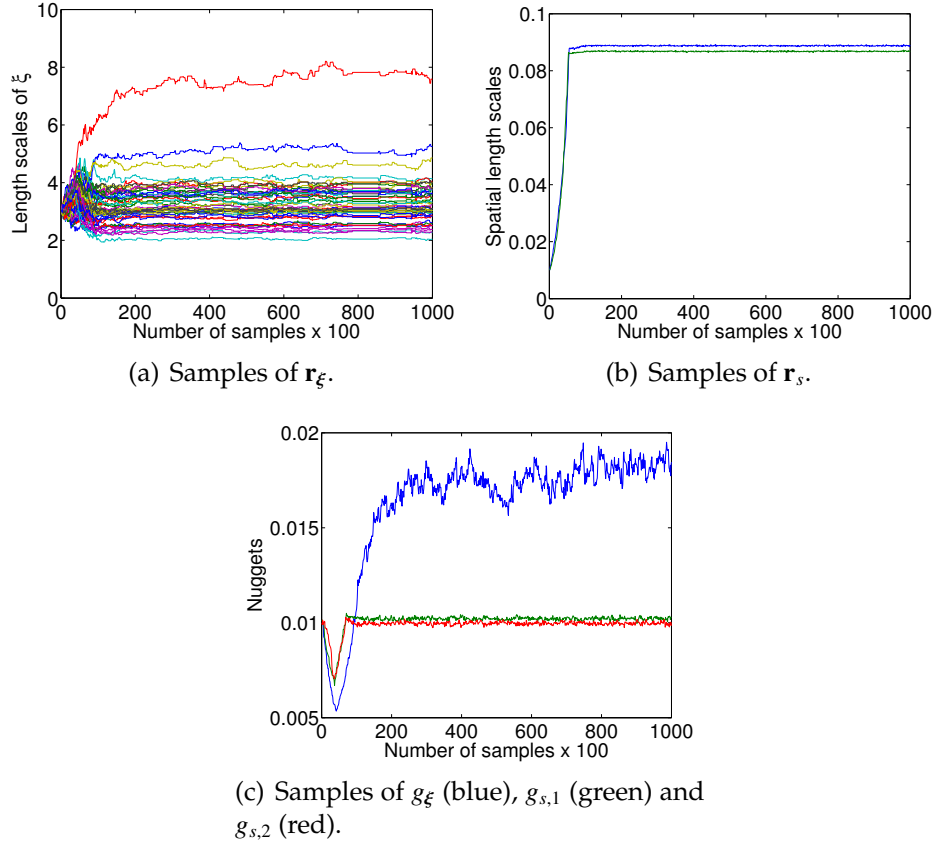 10
8
6
4
2
0
Length scales of ξ
0 200 400 600 800 1000
Number of samples x 100
(a) Samples of r_ξ.
0.1
0.08
0.06
0.04
0.02
0
Spatial length scales
0 200 400 600 800 1000
Number of samples x 100
(b) Samples of r_s.
0.02
0.015
0.01
0.005
Nuggets
0 200 400 600 800 1000
Number of samples x 100
(c) Samples of g_ξ (blue), g_{s,1} (green) and
g_{s,2} (red).